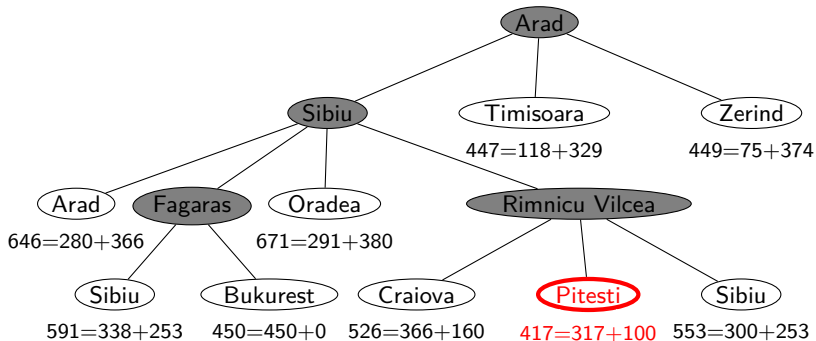 Arad
Sibiu Timisoara Zerind
447=118+329 449=75+374
Arad Fagaras Oradea Rimnicu Vilcea
646=280+366 671=291+380
Sibiu Bukurest Craiova Pitesti Sibiu
591=338+253 450=450+0 526=366+160 417=317+100 553=300+253